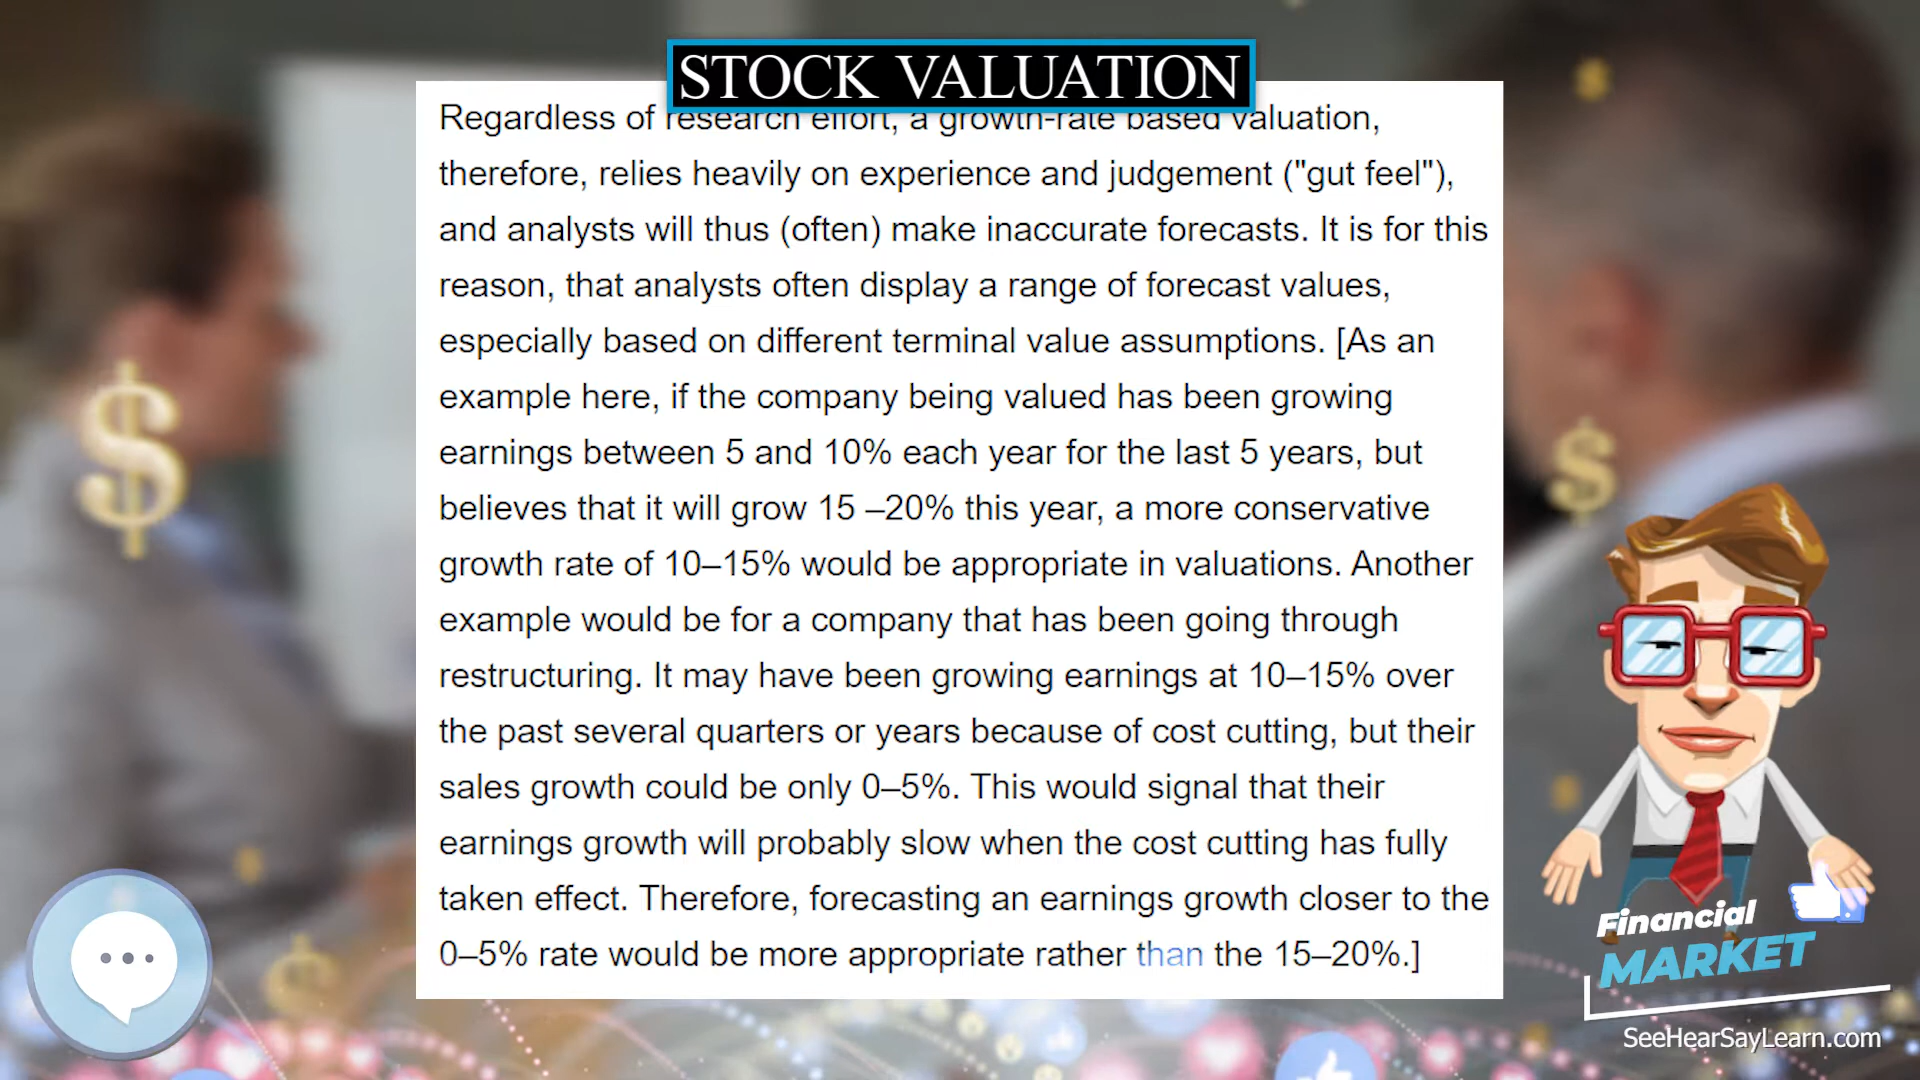 STOCK VALUATION
Regardless of research effort, a growth-rate based valuation,
therefore, relies heavily on experience and judgement ("gut feel"),
and analysts will thus (often) make inaccurate forecasts. It is for this
reason, that analysts often display a range of forecast values,
especially based on different terminal value assumptions. [As an
example here, if the company being valued has been growing
earnings between 5 and 10% each year for the last 5 years, but
believes that it will grow 15 –20% this year, a more conservative
growth rate of 10–15% would be appropriate in valuations. Another
example would be for a company that has been going through
restructuring. It may have been growing earnings at 10–15% over
the past several quarters or years because of cost cutting, but their
sales growth could be only 0–5%. This would signal that their
earnings growth will probably slow when the cost cutting has fully
taken effect. Therefore, forecasting an earnings growth closer to the
0–5% rate would be more appropriate rather than the 15–20%.]
Financial
MARKET
SeeHearSayLearn.com